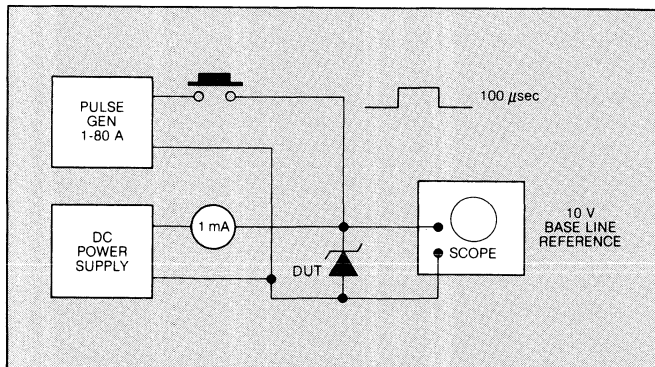 PULSE
GEN
1-80 A
100 μsec
DC
POWER
SUPPLY
1 mA
DUT
SCOPE
10 V
BASE LINE
REFERENCE